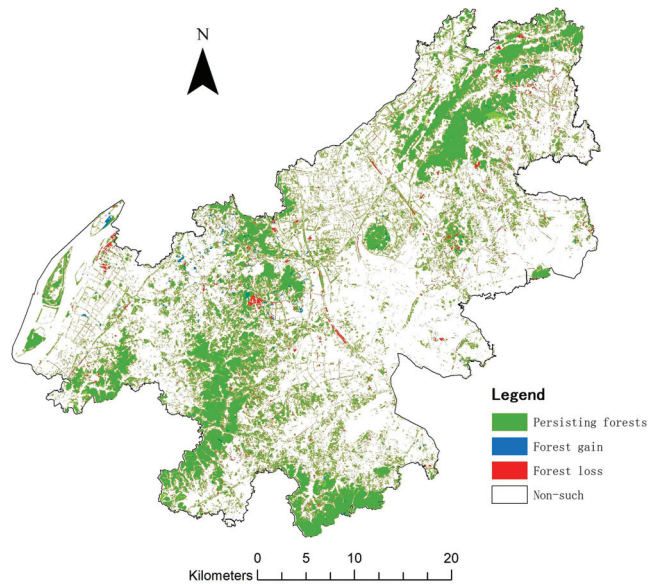 N
Legend
Persisting forests
Forest gain
Forest loss
Non-such
0 5 10 20
Kilometers